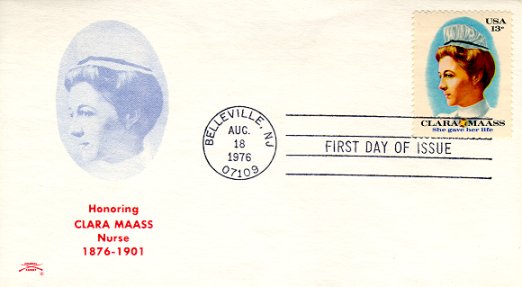 USA
13c
CLARA MAASS
She gave her life
BELLEVILLE, NJ
AUG.
18
1976
07109
FIRST DAY OF ISSUE
Honoring
CLARA MAASS
Nurse
1876-1901